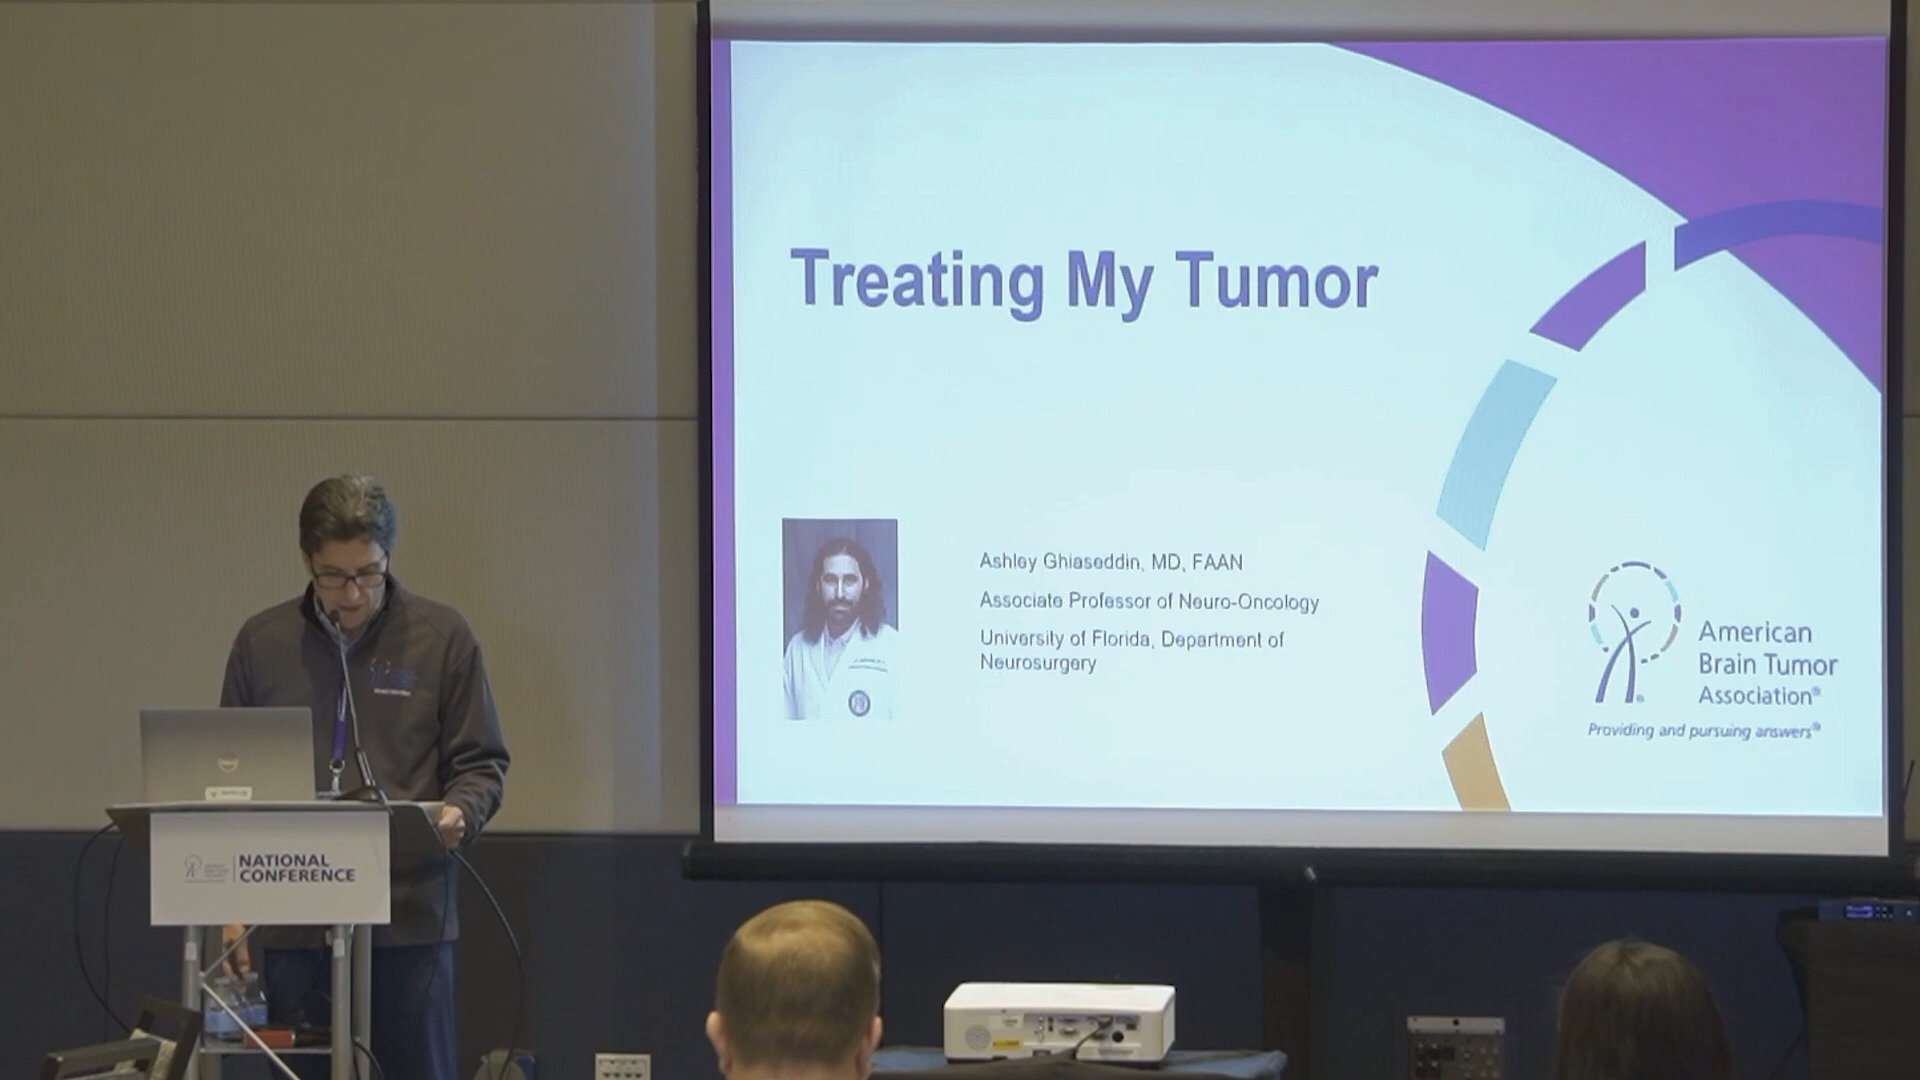 Treating My Tumor
Ashley Ghiaseddin, MD, FAAN
Associate Professor of Neuro-Oncology
University of Florida, Department of
Neurosurgery
American
Brain Tumor
Association®
Providing and pursuing answers®
NATIONAL
CONFERENCE
DELL